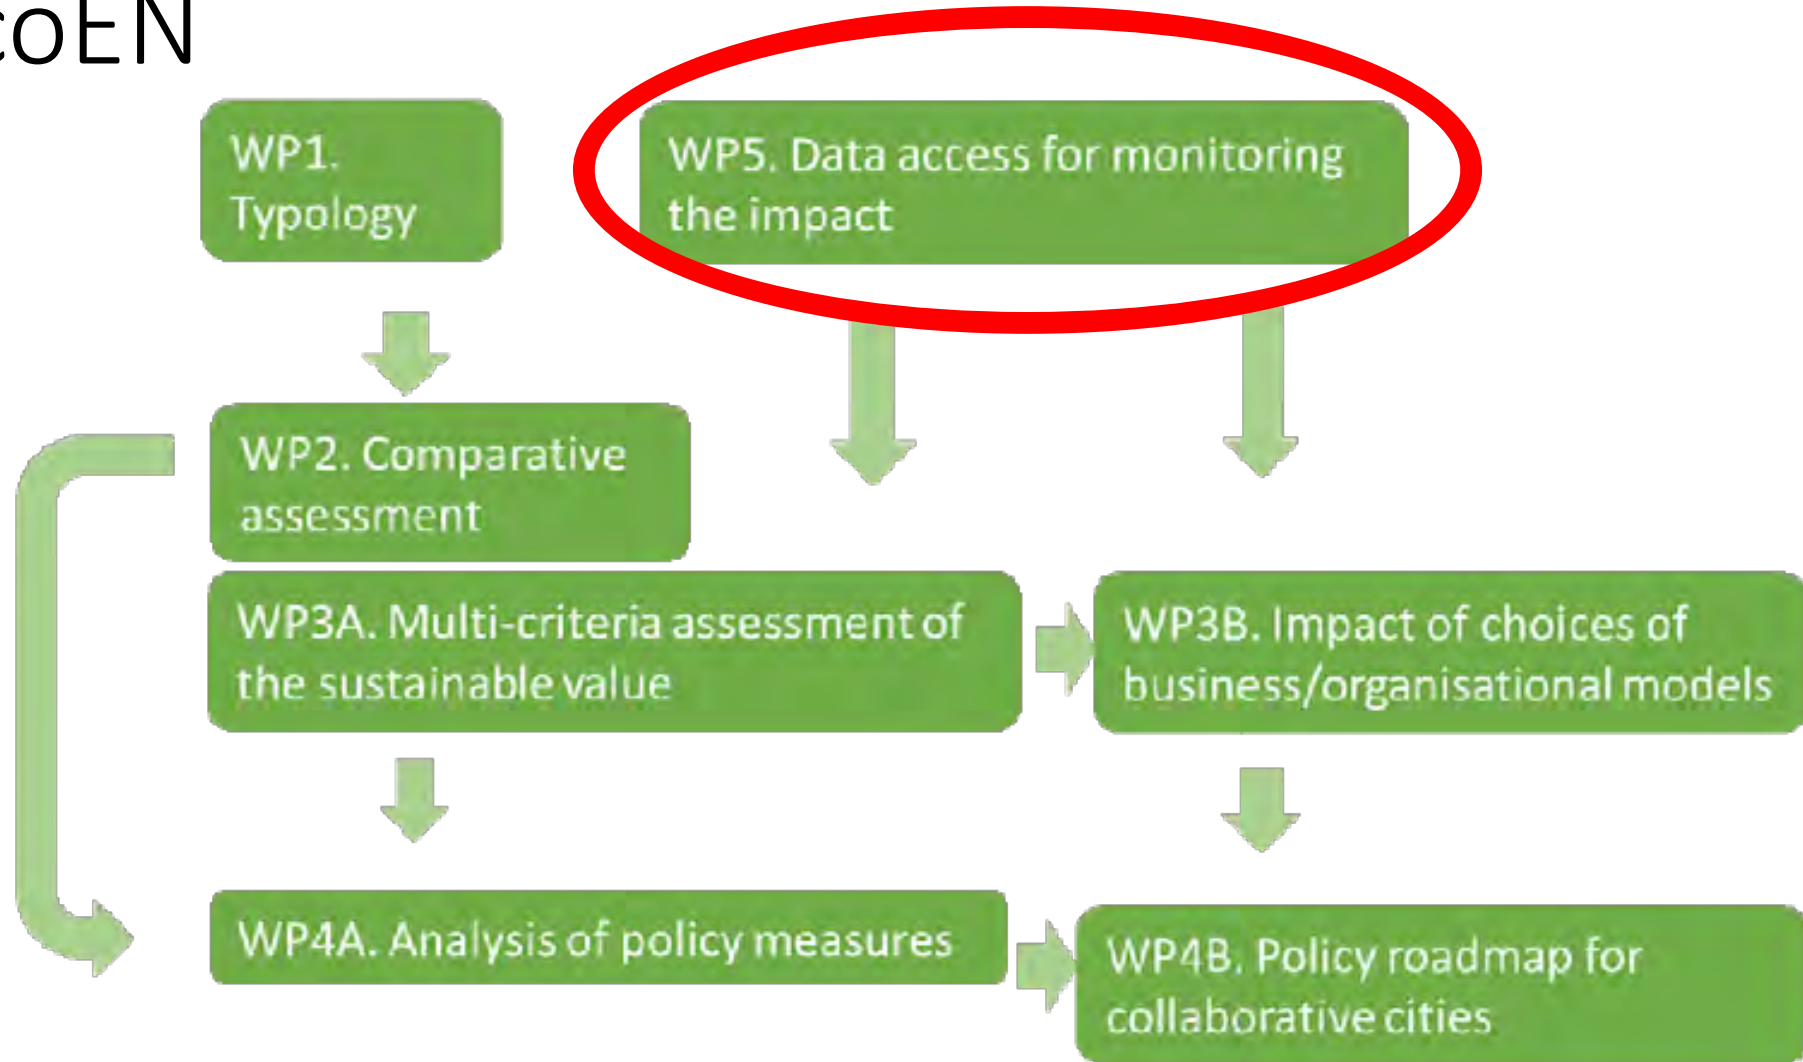 coEN
WP1.
Typology
WP5. Data access for monitoring
the impact
WP2. Comparative
assessment
WP3A. Multi-criteria assessment of
the sustainable value
WP3B. Impact of choices of
business/organisational models
WP4A. Analysis of policy measures
WP4B. Policy roadmap for
collaborative cities